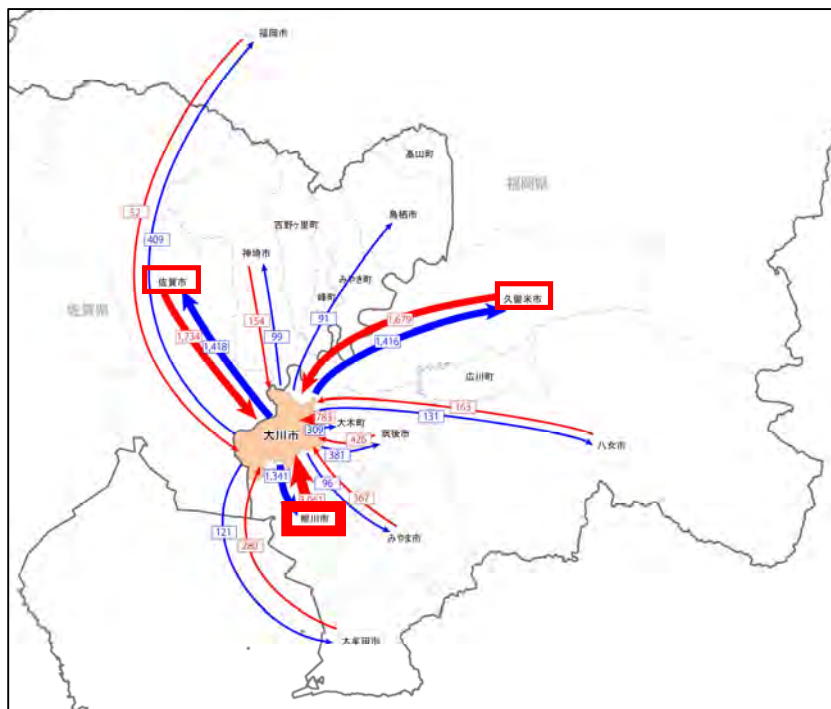 福岡市
基山町
福岡県
52
409
西野ヶ里町
鳥栖市
神埼市
佐賀市
佐賀県
みやき町
久留米市
154
99
91
1,734
1,418
1,679
1,416
広川町
783
163
大川市
309
大木町
131
426
筑後市
381
八女市
1,341
96
367
柳川市
みやま市
121
280
大牟田市